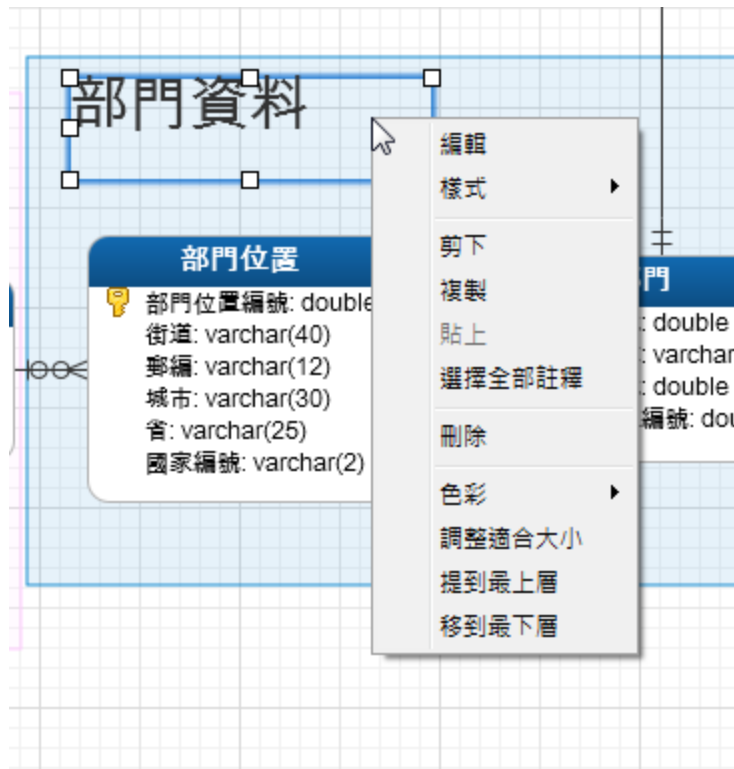 部門資料
編輯
樣式
剪下
複製
貼上
選擇全部註釋
刪除
色彩
調整適合大小
提到最上層
移到最下層
部門位置
部門位置編號: double
街道: varchar(40)
郵編: varchar(12)
城市: varchar(30)
省: varchar(25)
國家編號: varchar(2)
門
: double
: varchar
: double
編號: dou